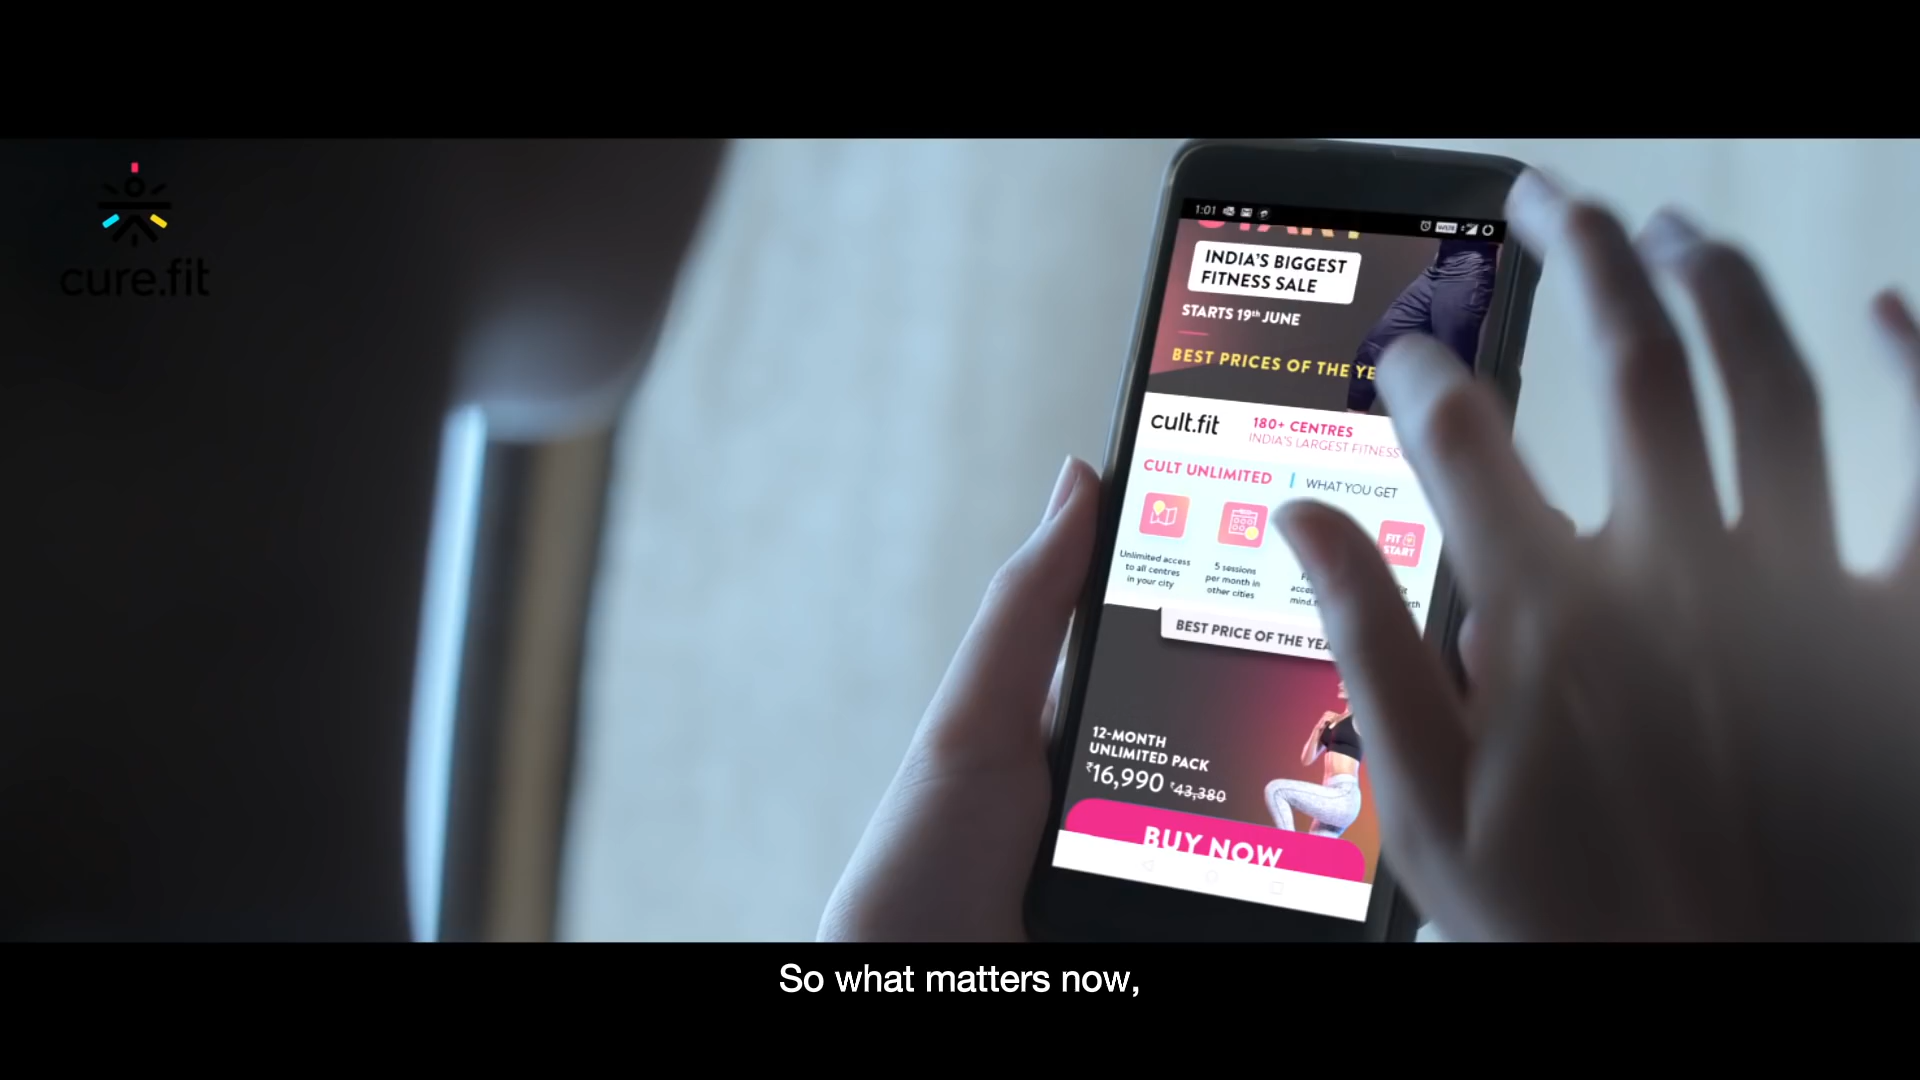 cure.fit
1:01
START
INDIA'S BIGGEST
FITNESS SALE
STARTS 19th JUNE
BEST PRICES OF THE YE
cult.fit
180+ CENTRES
INDIA'S LARGEST FITNESS
CULT UNLIMITED
WHAT YOU GET
FIT
START
Unlimited access
to all centres
in your city
5 sessions
per month in
other cities
BEST PRICE OF THE YEA
12-MONTH
UNLIMITED PACK
₹16,990 ₹43,380
BUY NOW
So what matters now,